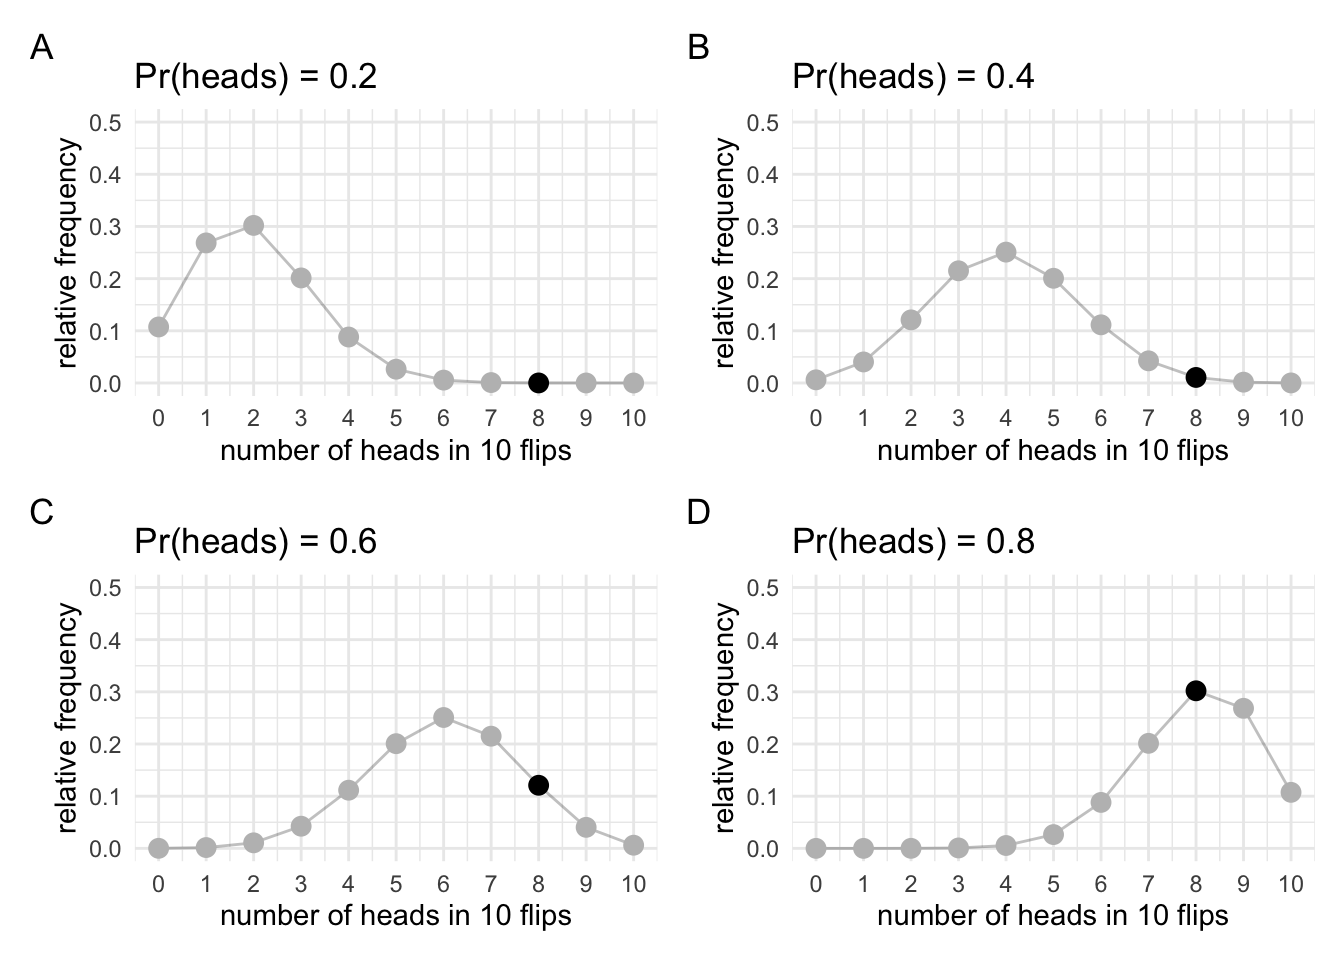 A
Pr(heads) = 0.2
relative frequency
0.5
0.4
0.3
0.2
0.1
0.0
0 1 2 3 4 5 6 7 8 9 10
number of heads in 10 flips
B
Pr(heads) = 0.4
relative frequency
0.5
0.4
0.3
0.2
0.1
0.0
0 1 2 3 4 5 6 7 8 9 10
number of heads in 10 flips
C
Pr(heads) = 0.6
relative frequency
0.5
0.4
0.3
0.2
0.1
0.0
0 1 2 3 4 5 6 7 8 9 10
number of heads in 10 flips
D
Pr(heads) = 0.8
relative frequency
0.5
0.4
0.3
0.2
0.1
0.0
0 1 2 3 4 5 6 7 8 9 10
number of heads in 10 flips